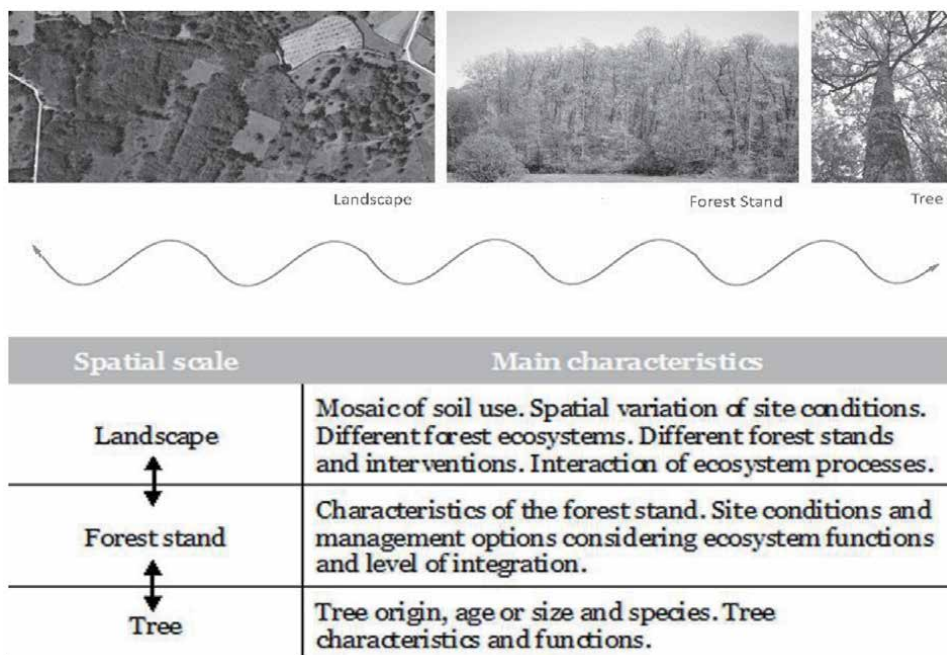 Landscape
Forest Stand
Tree
Spatial scale
Main characteristics
Landscape
Mosaic of soil use. Spatial variation of site conditions.
Different forest ecosystems. Different forest stands
and interventions. Interaction of ecosystem processes.
Forest stand
Characteristics of the forest stand. Site conditions and
management options considering ecosystem functions
and level of integration.
Tree
Tree origin, age or size and species. Tree
characteristics and functions.